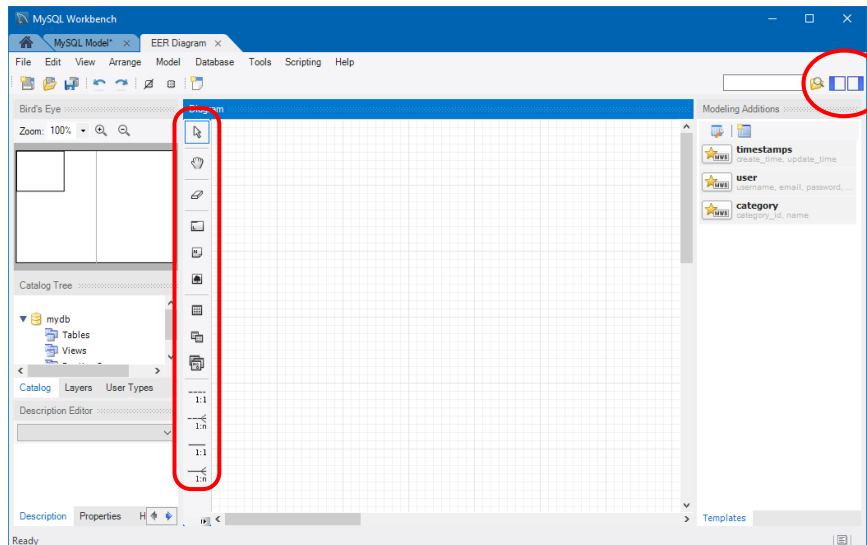 MySQL Workbench
MySQL Model* × EER Diagram ×
File Edit View Arrange Model Database Tools Scripting Help
Bird's Eye
Diagram
Modeling Additions
Zoom: 100%
timestamps
create_time, update_time
user
username, email, password, ...
category
category_id, name
Catalog Tree
mydb
Tables
Views
Catalog Layers User Types
Description Editor
1:1
1:n
1:1
1:n
Description Properties H
Templates
Ready